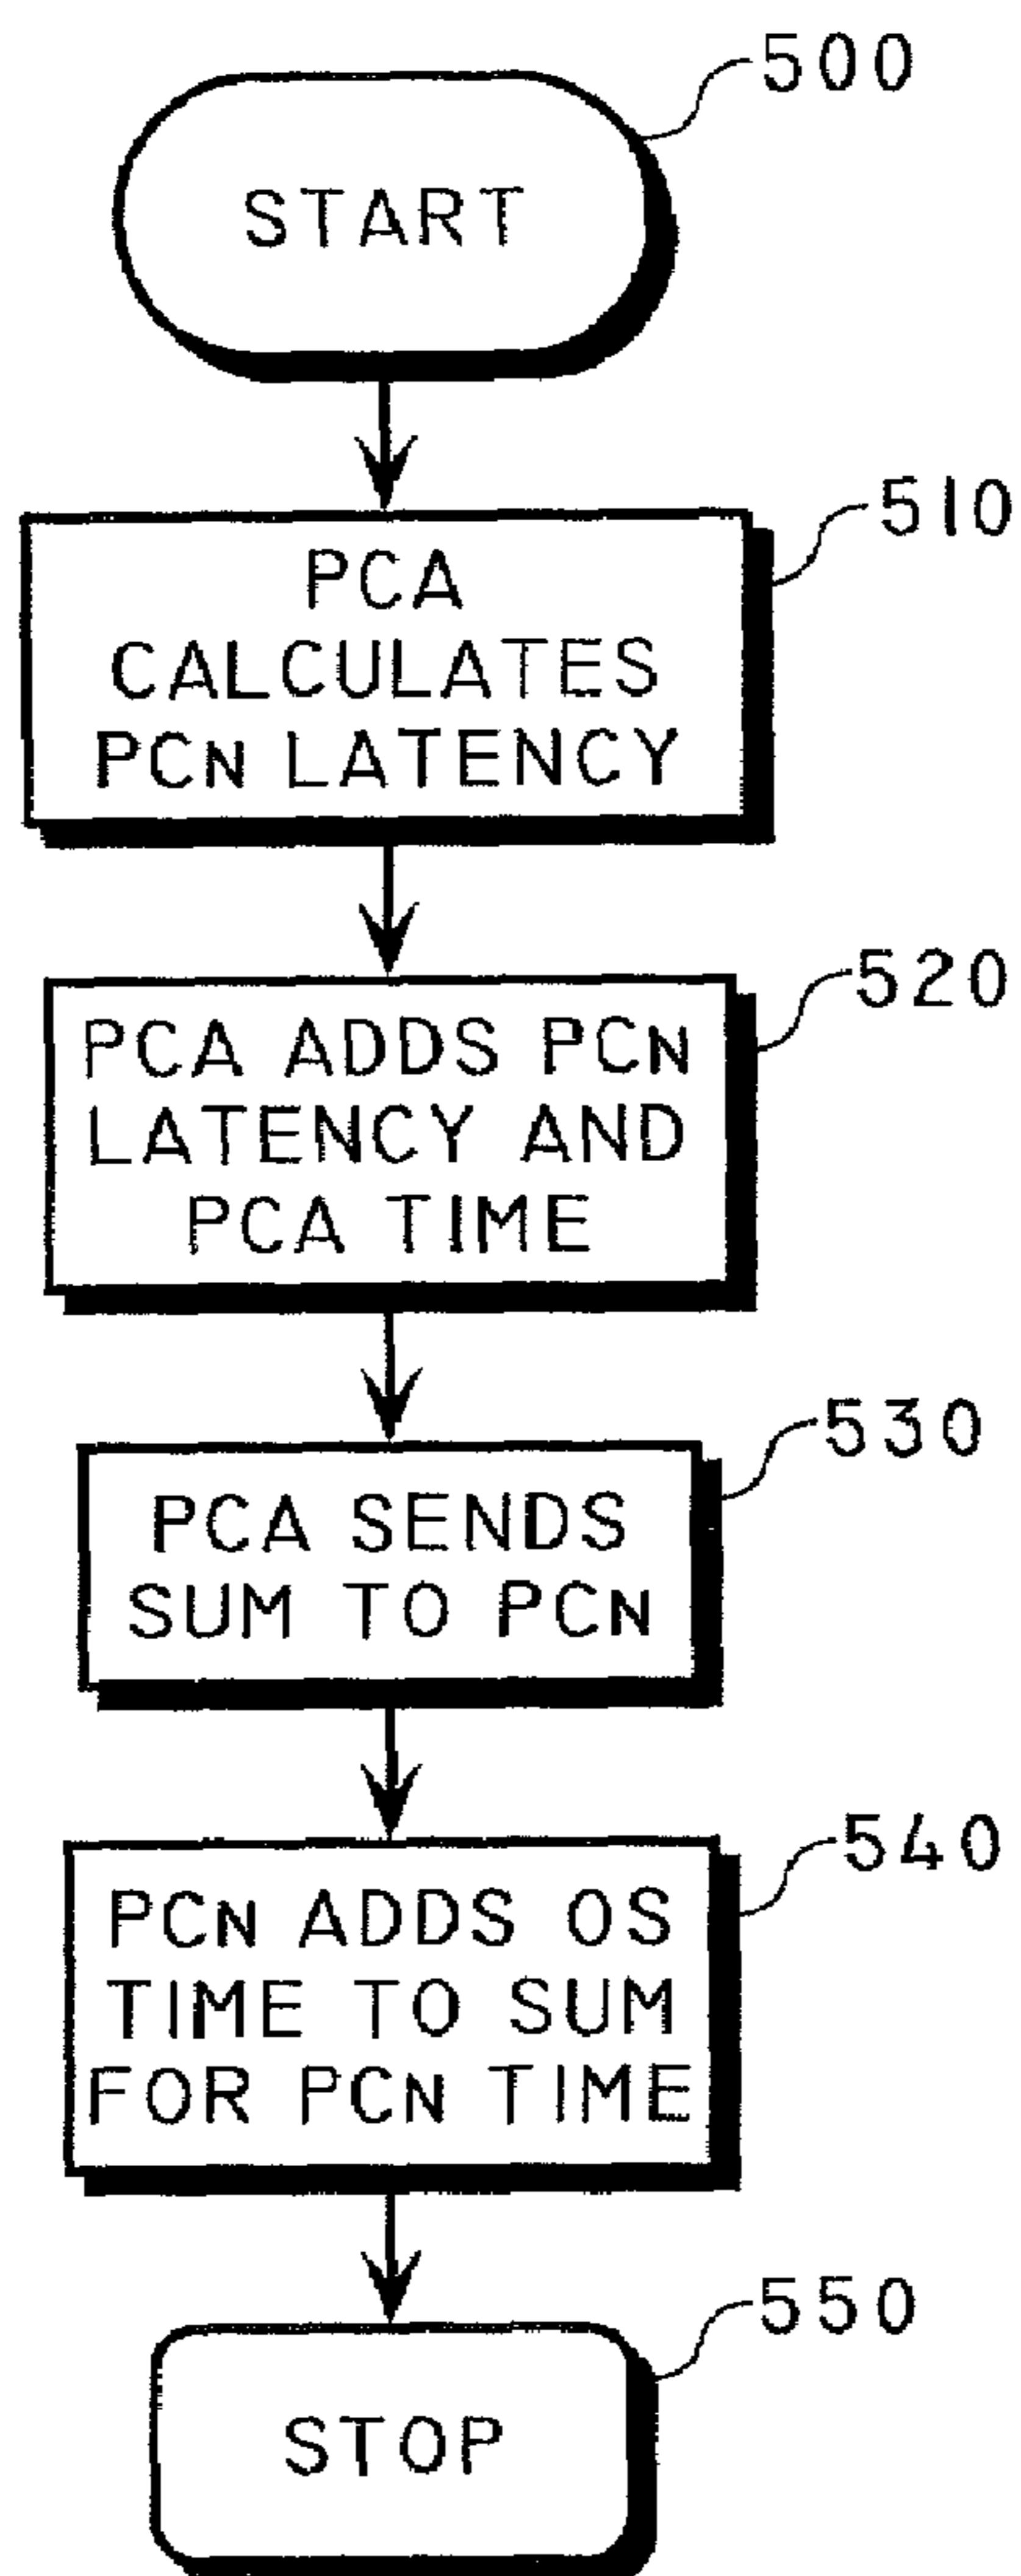 500
START
510
PCA
CALCULATES
PCN LATENCY
520
PCA ADDS PCN
LATENCY AND
PCA TIME
530
PCA SENDS
SUM TO PCN
540
PCN ADDS OS
TIME TO SUM
FOR PCN TIME
550
STOP